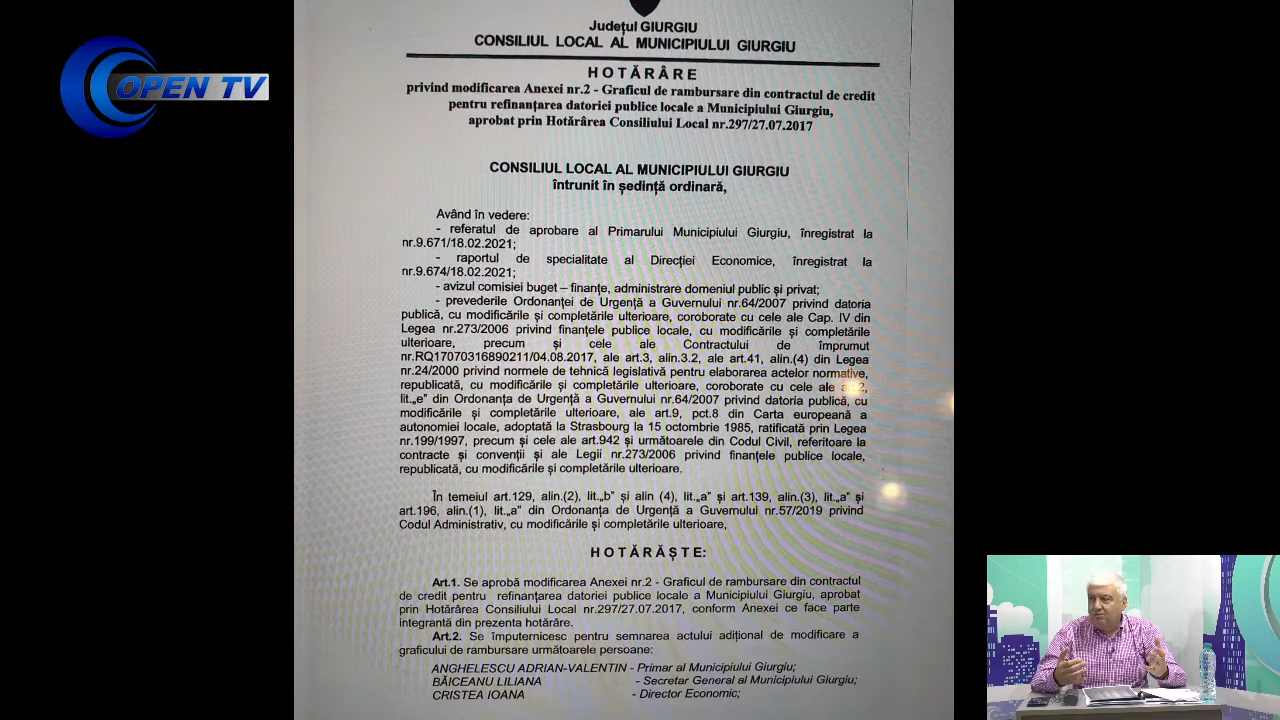 OPEN TV
Județul GIURGIU
CONSILIUL LOCAL AL MUNICIPIULUI GIURGIU
HOTĂRÂRE
privind modificarea Anexei nr.2 - Graficul de rambursare din contractul de credit
pentru refinanțarea datoriei publice locale a Municipiului Giurgiu,
aprobat prin Hotărârea Consiliului Local nr.297/27.07.2017
CONSILIUL LOCAL AL MUNICIPIULUI GIURGIU
întrunit în ședință ordinară,
Având în vedere:
- referatul de aprobare al Primarului Municipiului Giurgiu, înregistrat la
nr.9.671/18.02.2021;
- raportul de specialitate al Direcției Economice, înregistrat la
nr.9.674/18.02.2021;
- avizul comisiei buget – finanțe, administrare domeniul public și privat;
- prevederile Ordonanței de Urgență a Guvernului nr.64/2007 privind datoria
publică, cu modificările și completările ulterioare, coroborate cu cele ale Cap. IV din
Legea nr.273/2006 privind finanțele publice locale, cu modificările și completările
ulterioare, precum și cele ale Contractului de împrumut
nr.RQ17070316890211/04.08.2017, ale art.3, alin.3.2, ale art.41, alin.(4) din Legea
nr.24/2000 privind normele de tehnică legislativă pentru elaborarea actelor normative,
republicată, cu modificările și completările ulterioare, coroborate cu cele ale
lit.„e” din Ordonanța de Urgență a Guvernului nr.64/2007 privind datoria publică, cu
modificările și completările ulterioare, ale art.9, pct.8 din Carta europeană a
autonomiei locale, adoptată la Strasbourg la 15 octombrie 1985, ratificată prin Legea
nr.199/1997, precum și cele ale art.942 și următoarele din Codul Civil, referitoare la
contracte și convenții și ale Legii nr.273/2006 privind finanțele publice locale,
republicată, cu modificările și completările ulterioare.
În temeiul art.129, alin.(2), lit.„b” și alin (4), lit.„a” și art.139, alin.(3), lit.„a” și
art.196, alin.(1), lit.„a” din Ordonanța de Urgență a Guvernului nr.57/2019 privind
Codul Administrativ, cu modificările și completările ulterioare,
HOTĂRĂȘTE:
Art.1. Se aprobă modificarea Anexei nr.2 - Graficul de rambursare din contractul
de credit pentru refinanțarea datoriei publice locale a Municipiului Giurgiu, aprobat
prin Hotărârea Consiliului Local nr.297/27.07.2017, conform Anexei ce face parte
integrantă din prezenta hotărâre.
Art.2. Se împuternicesc pentru semnarea actului adițional de modificare a
graficului de rambursare următoarele persoane:
ANGHELESCU ADRIAN-VALENTIN - Primar al Municipiului Giurgiu;
BĂICEANU LILIANA - Secretar General al Municipiului Giurgiu;
CRISTEA IOANA - Director Economic;